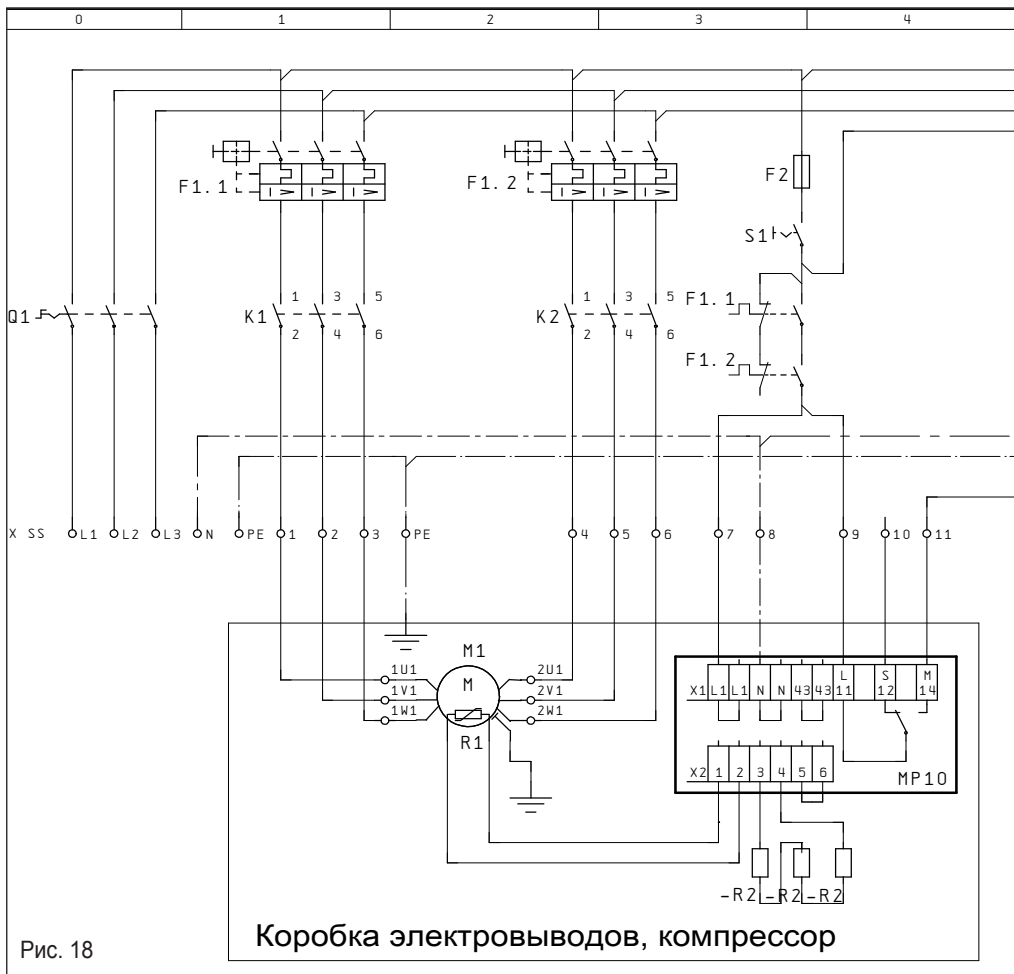 0 1 2 3 4
F1.1 F1.2 F2
S1
1 3 5 1 3 5 F1.1
Q1 K1 K2
2 4 6 2 4 6
F1.2
X SS L1 L2 L3 N PE 1 2 3 PE 4 5 6 7 8 9 10 11
M1
1U1 M 2U1
1V1 2V1
1W1 2W1
R1
X1 L1 L1 N N 43 43 L 11 S 12 M 14
X2 1 2 3 4 5 6
MP10
-R2 -R2 -R2
Рис. 18
Коробка электровыводов, компрессор